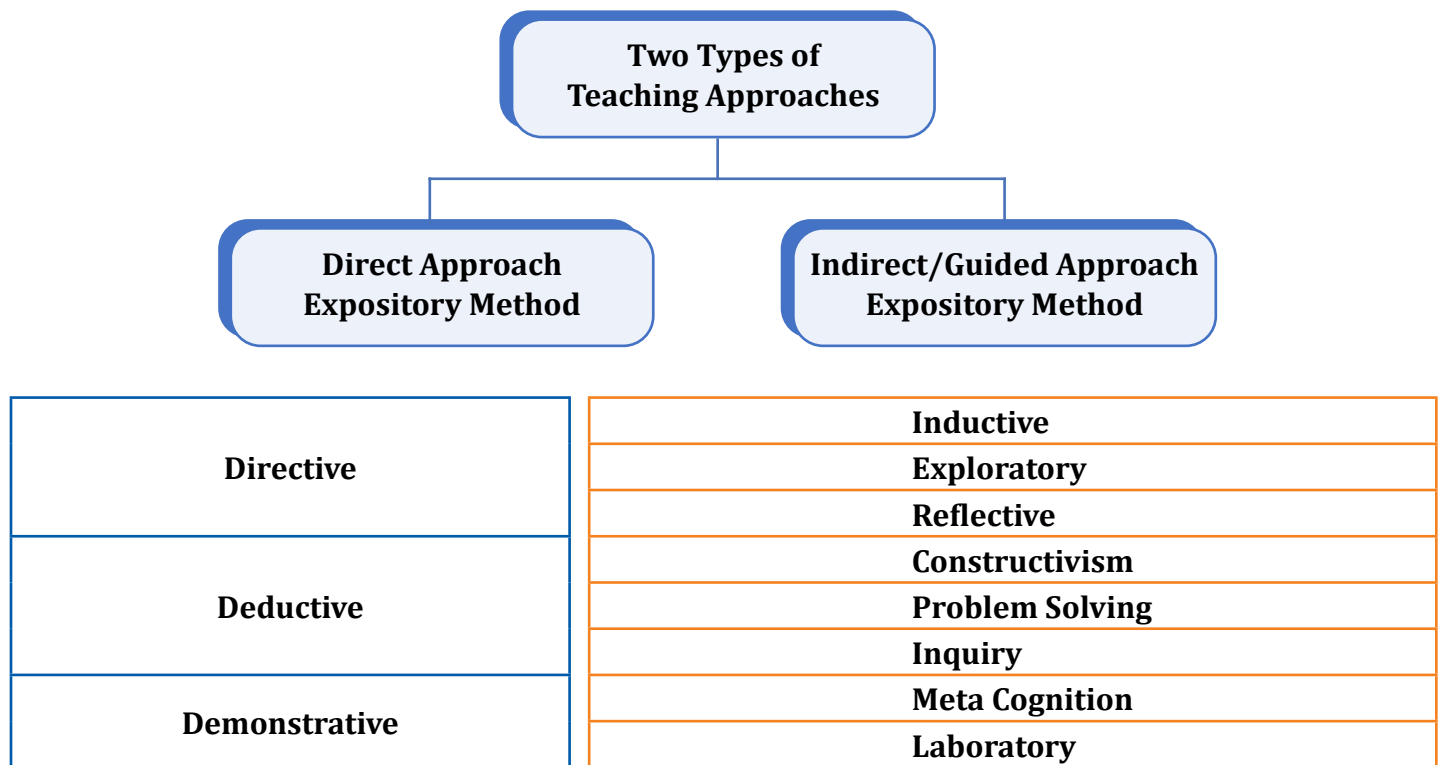 Two Types of
Teaching Approaches
Direct Approach
Expository Method
Indirect/Guided Approach
Expository Method
Directive
Deductive
Demonstrative
Inductive
Exploratory
Reflective
Constructivism
Problem Solving
Inquiry
Meta Cognition
Laboratory